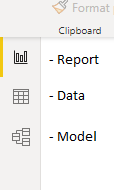 Format
Clipboard
- Report
- Data
- Model